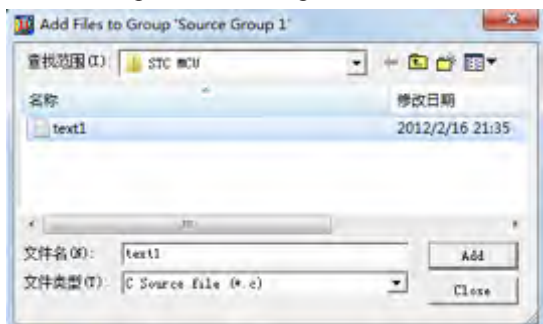 Add Files to Group 'Source Group 1'
查找范围(I): STC MCU
名称 修改日期
text1 2012/2/16 21:35
文件名(N): text1 Add
文件类型(T): C Source file (*.c) Close